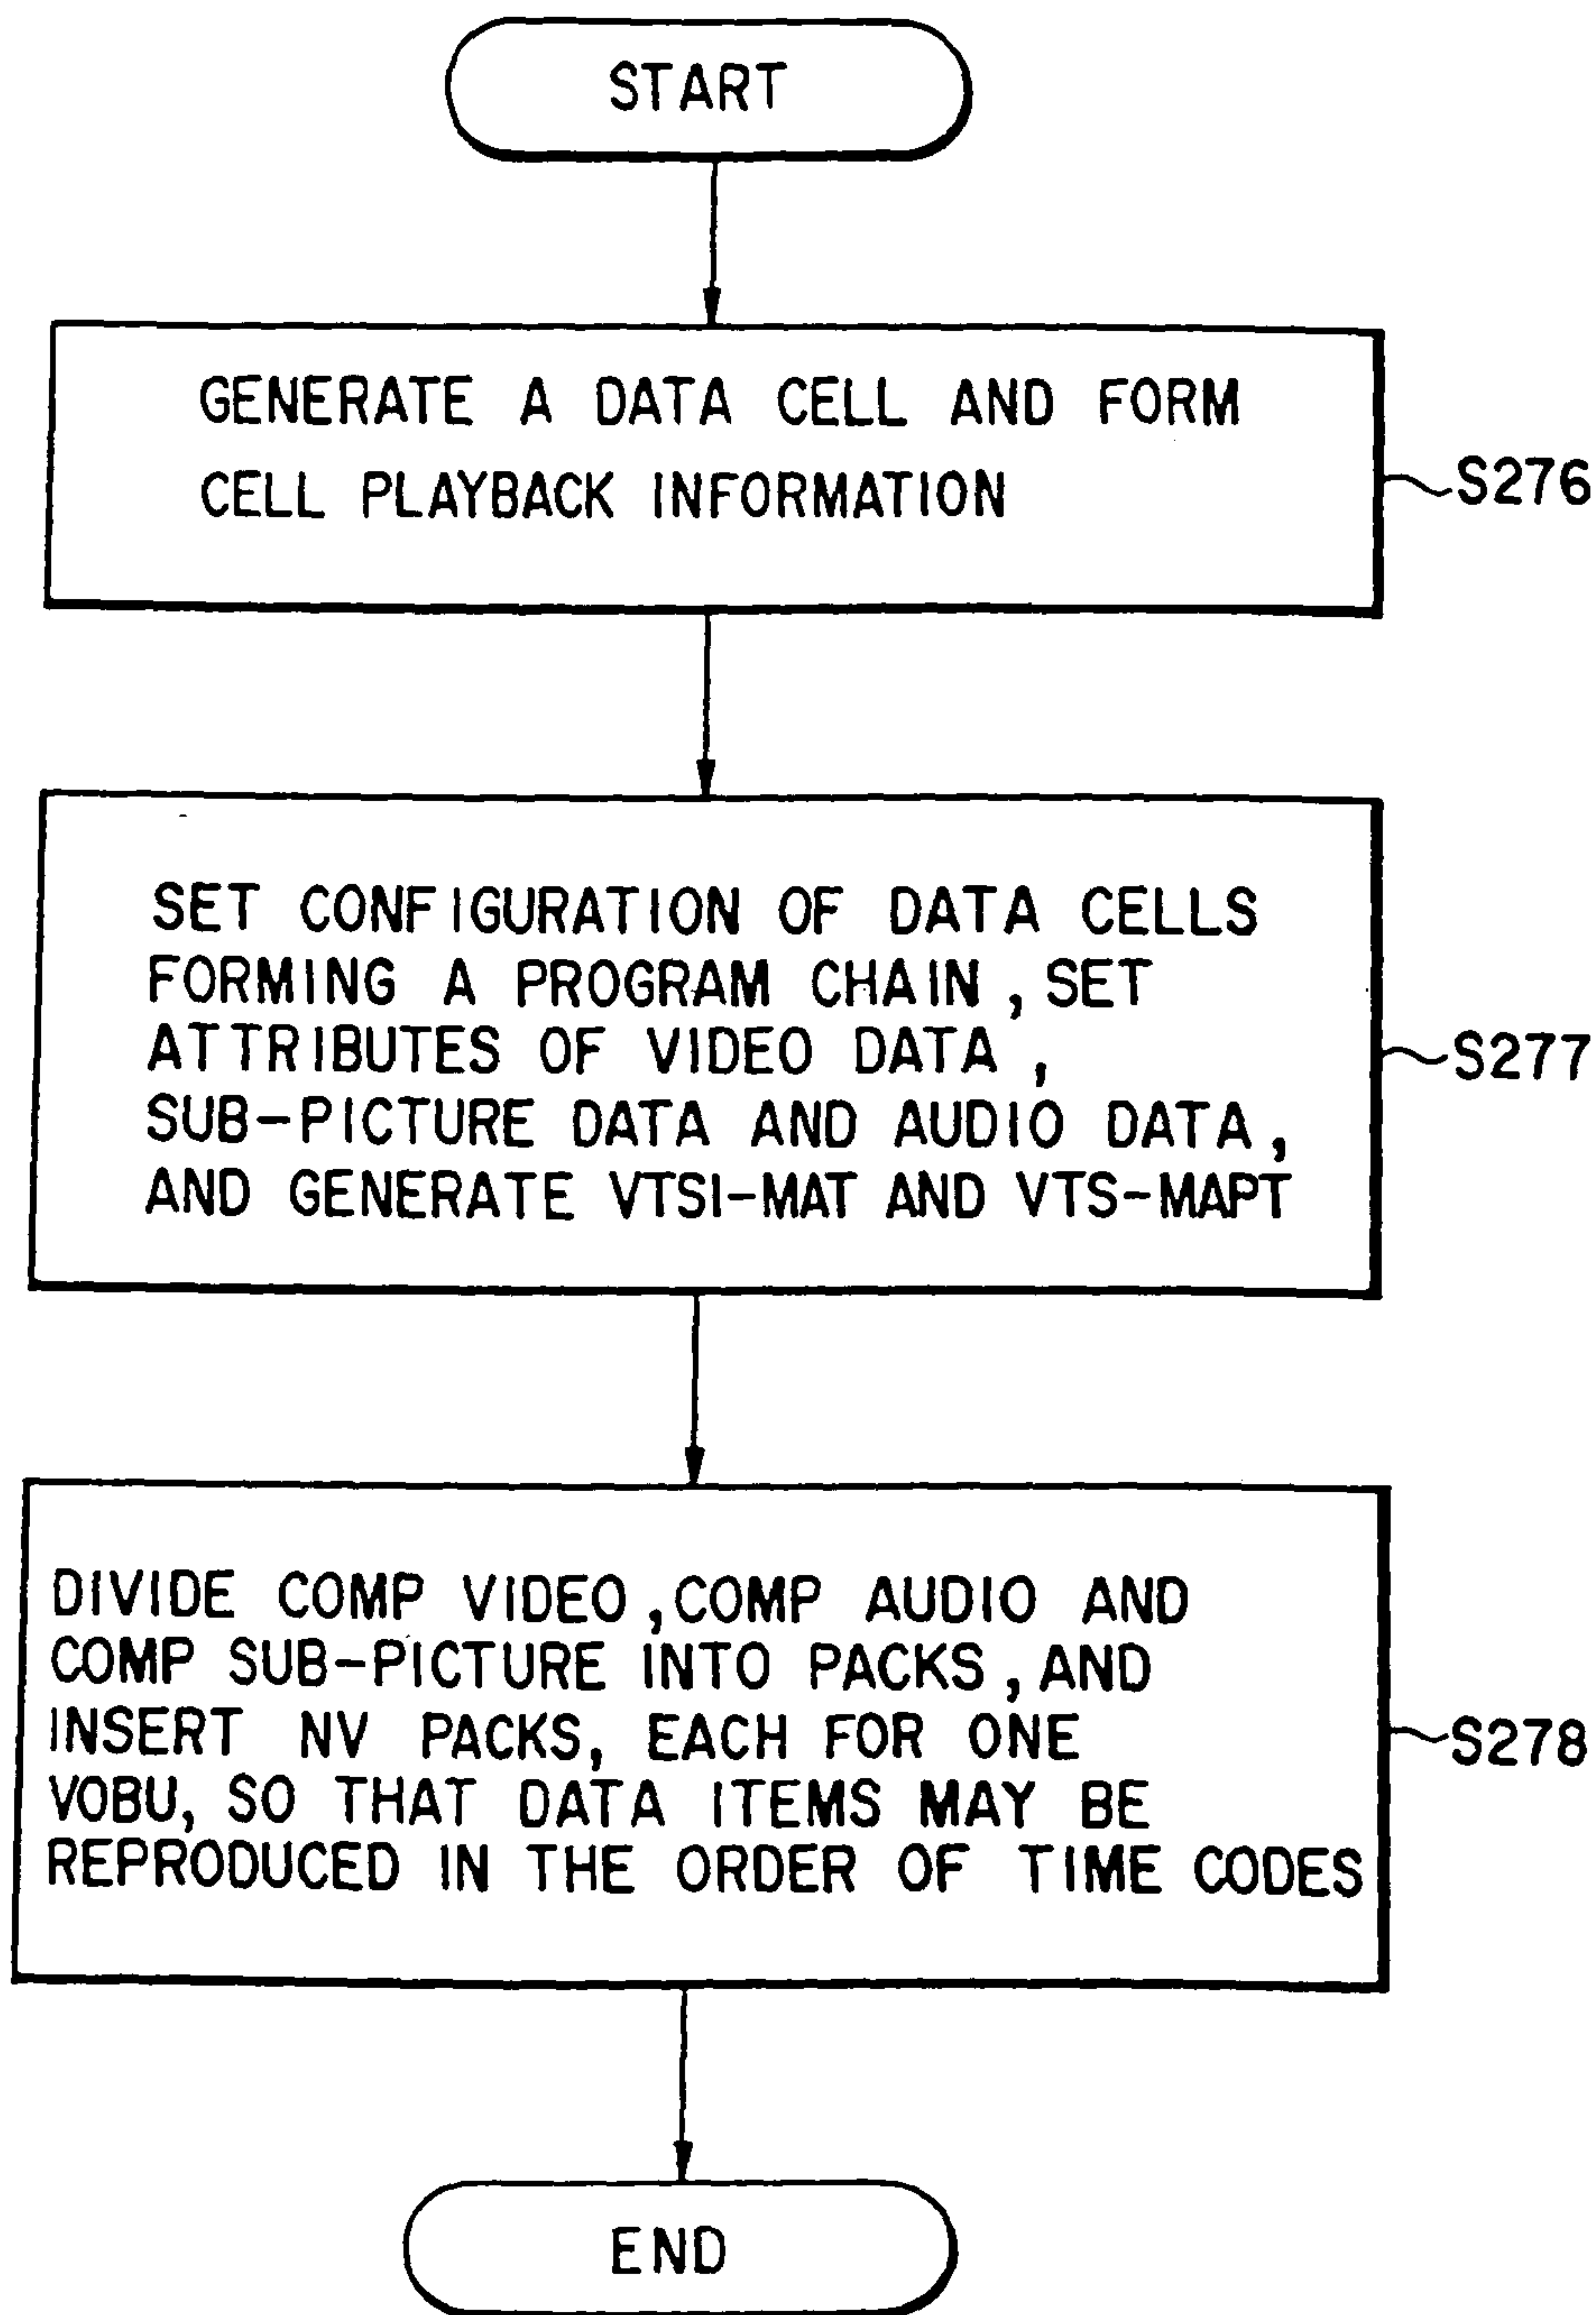 START
GENERATE A DATA CELL AND FORM
CELL PLAYBACK INFORMATION
S276
SET CONFIGURATION OF DATA CELLS
FORMING A PROGRAM CHAIN, SET
ATTRIBUTES OF VIDEO DATA,
SUB-PICTURE DATA AND AUDIO DATA,
AND GENERATE VTSI-MAT AND VTS-MAPT
S277
DIVIDE COMP VIDEO, COMP AUDIO AND
COMP SUB-PICTURE INTO PACKS, AND
INSERT NV PACKS, EACH FOR ONE
VOBU, SO THAT DATA ITEMS MAY BE
REPRODUCED IN THE ORDER OF TIME CODES
S278
END